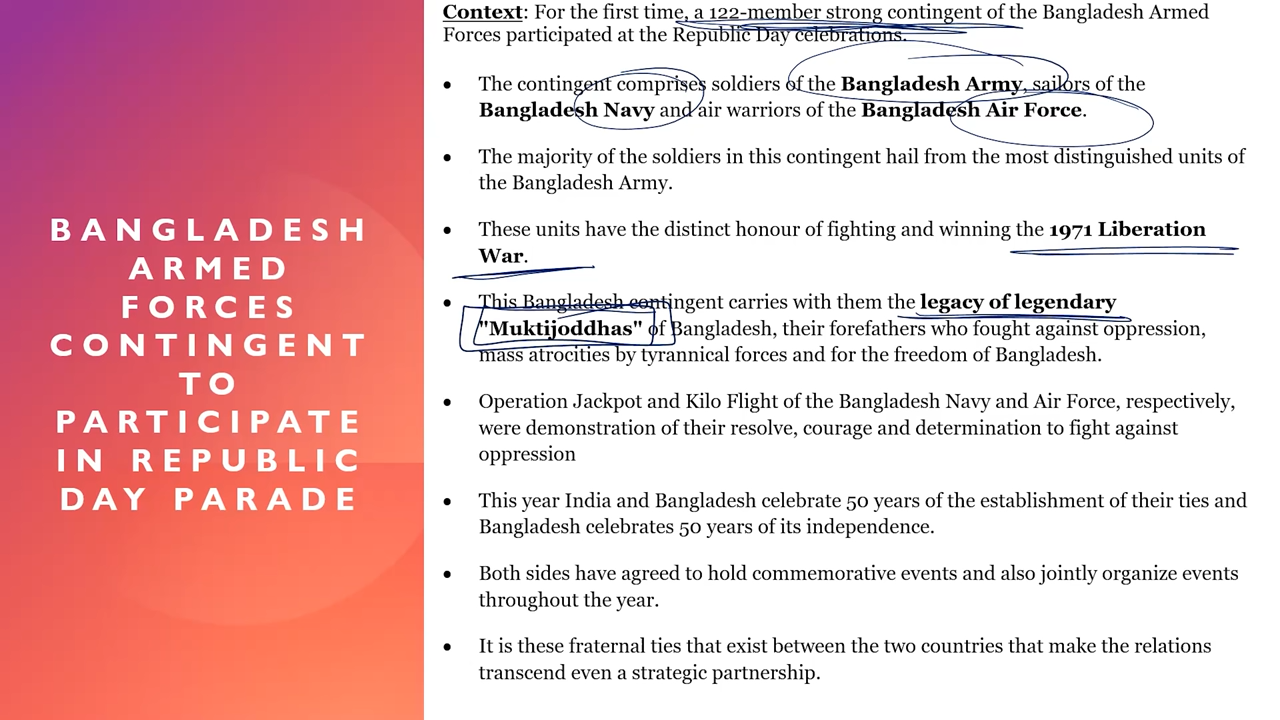 BANGLADESH
ARMED
FORCES
CONTINGENT
TO
PARTICIPATE
IN REPUBLIC
DAY PARADE
Context: For the first time, a 122-member strong contingent of the Bangladesh Armed
Forces participated at the Republic Day celebrations.
• The contingent comprises soldiers of the Bangladesh Army, sailors of the
Bangladesh Navy and air warriors of the Bangladesh Air Force.
• The majority of the soldiers in this contingent hail from the most distinguished units of
the Bangladesh Army.
• These units have the distinct honour of fighting and winning the 1971 Liberation
War.
• This Bangladesh contingent carries with them the legacy of legendary
"Muktijoddhas" of Bangladesh, their forefathers who fought against oppression,
mass atrocities by tyrannical forces and for the freedom of Bangladesh.
• Operation Jackpot and Kilo Flight of the Bangladesh Navy and Air Force, respectively,
were demonstration of their resolve, courage and determination to fight against
oppression
• This year India and Bangladesh celebrate 50 years of the establishment of their ties and
Bangladesh celebrates 50 years of its independence.
• Both sides have agreed to hold commemorative events and also jointly organize events
throughout the year.
• It is these fraternal ties that exist between the two countries that make the relations
transcend even a strategic partnership.